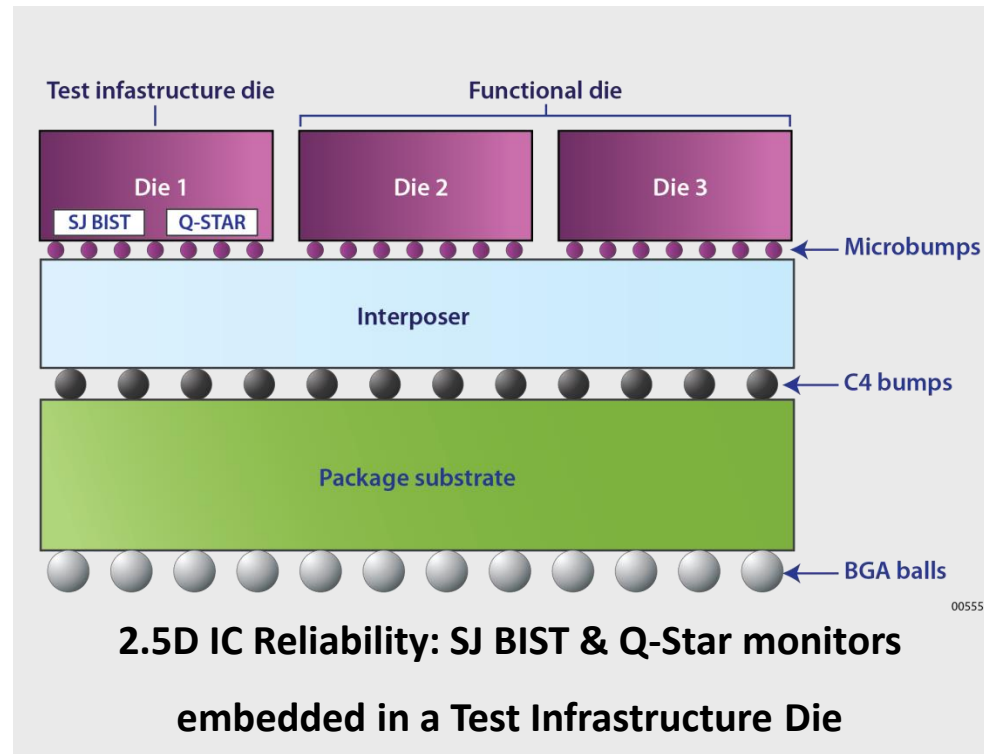 Test infastructure die
Functional die
Die 1
Die 2
Die 3
SJ BIST
Q-STAR
Microbumps
Interposer
C4 bumps
Package substrate
BGA balls
00555
2.5D IC Reliability: SJ BIST & Q-Star monitors
embedded in a Test Infrastructure Die